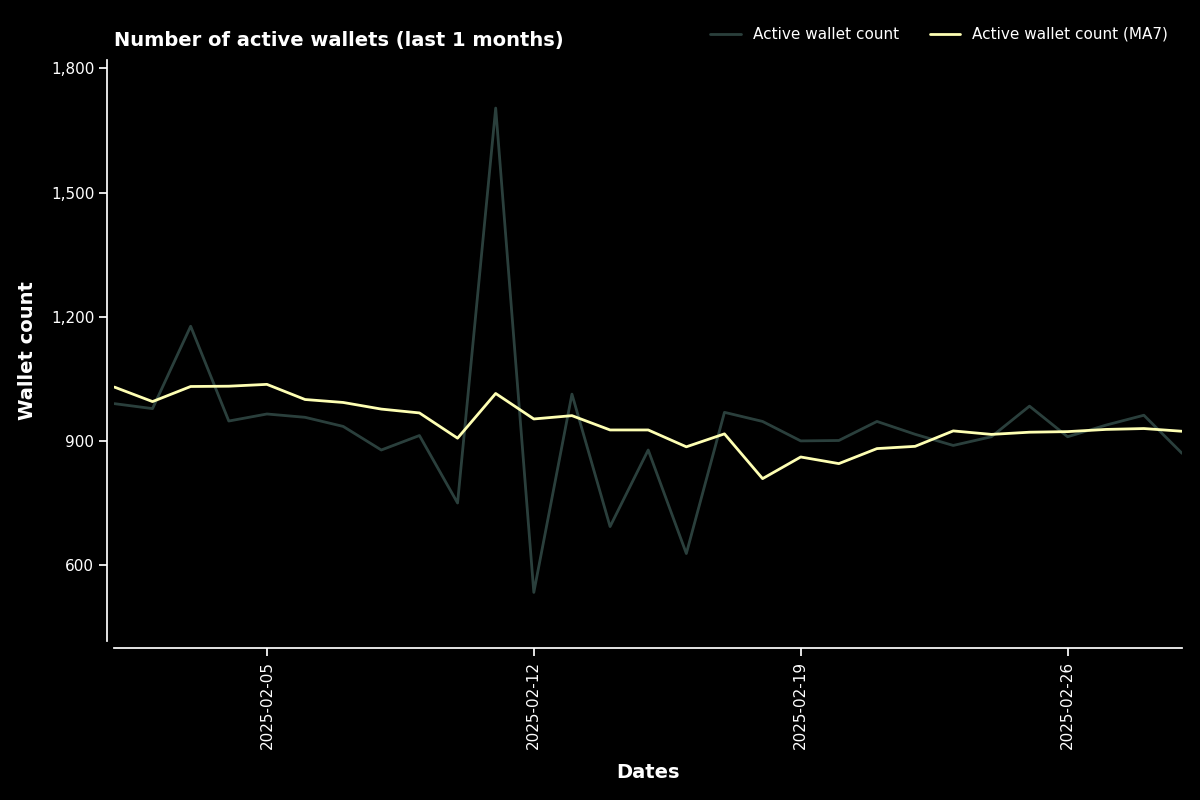 Number of active wallets (last 1 months)
Active wallet count
Active wallet count (MA7)
Wallet count
1,800
1,500
1,200
900
600
2025-02-05
2025-02-12
2025-02-19
2025-02-26
Dates